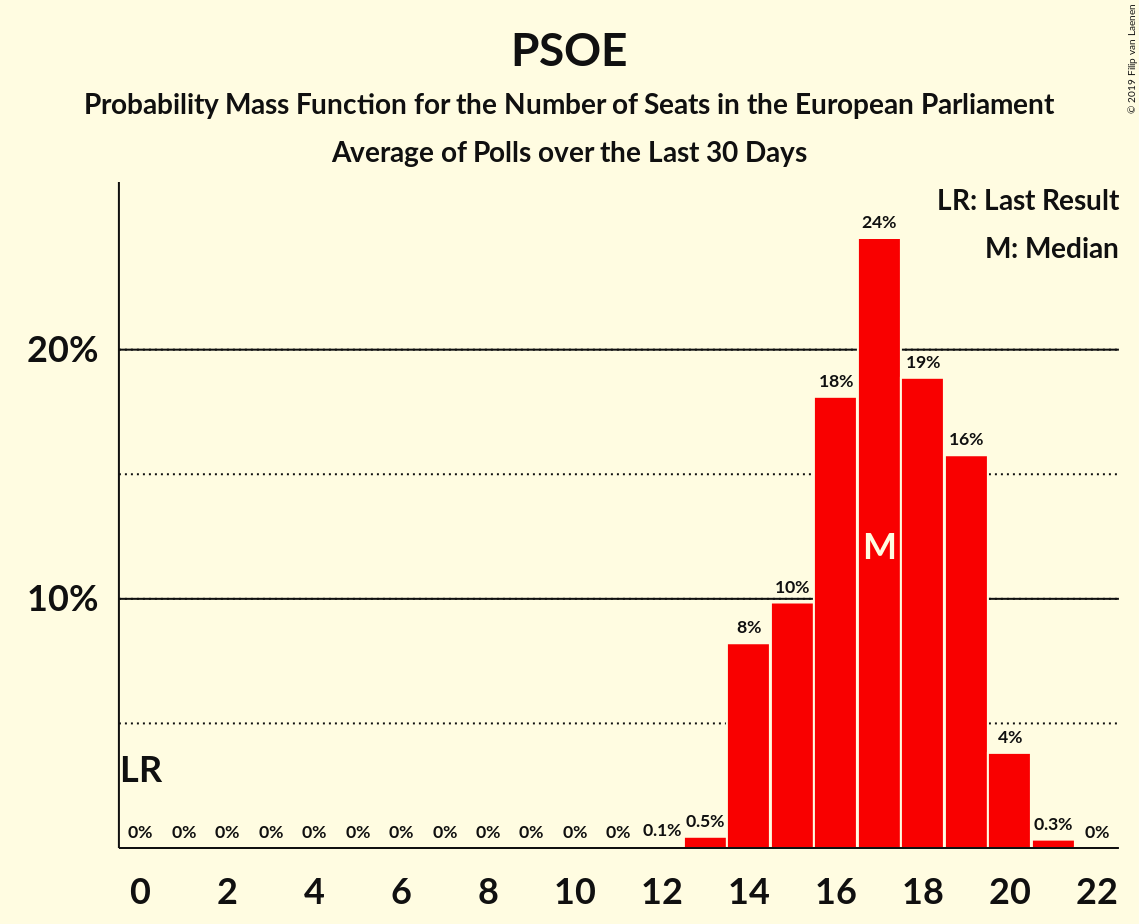 PSOE
Probability Mass Function for the Number of Seats in the European Parliament
Average of Polls over the Last 30 Days
© 2019 Filip van Laenen
LR: Last Result
M: Median
24%
20%
19%
18%
16%
M
10%
10%
8%
4%
LR
0% 0% 0% 0% 0% 0% 0% 0% 0% 0% 0% 0% 0.1% 0.5% 0.3% 0%
0 2 4 6 8 10 12 14 16 18 20 22